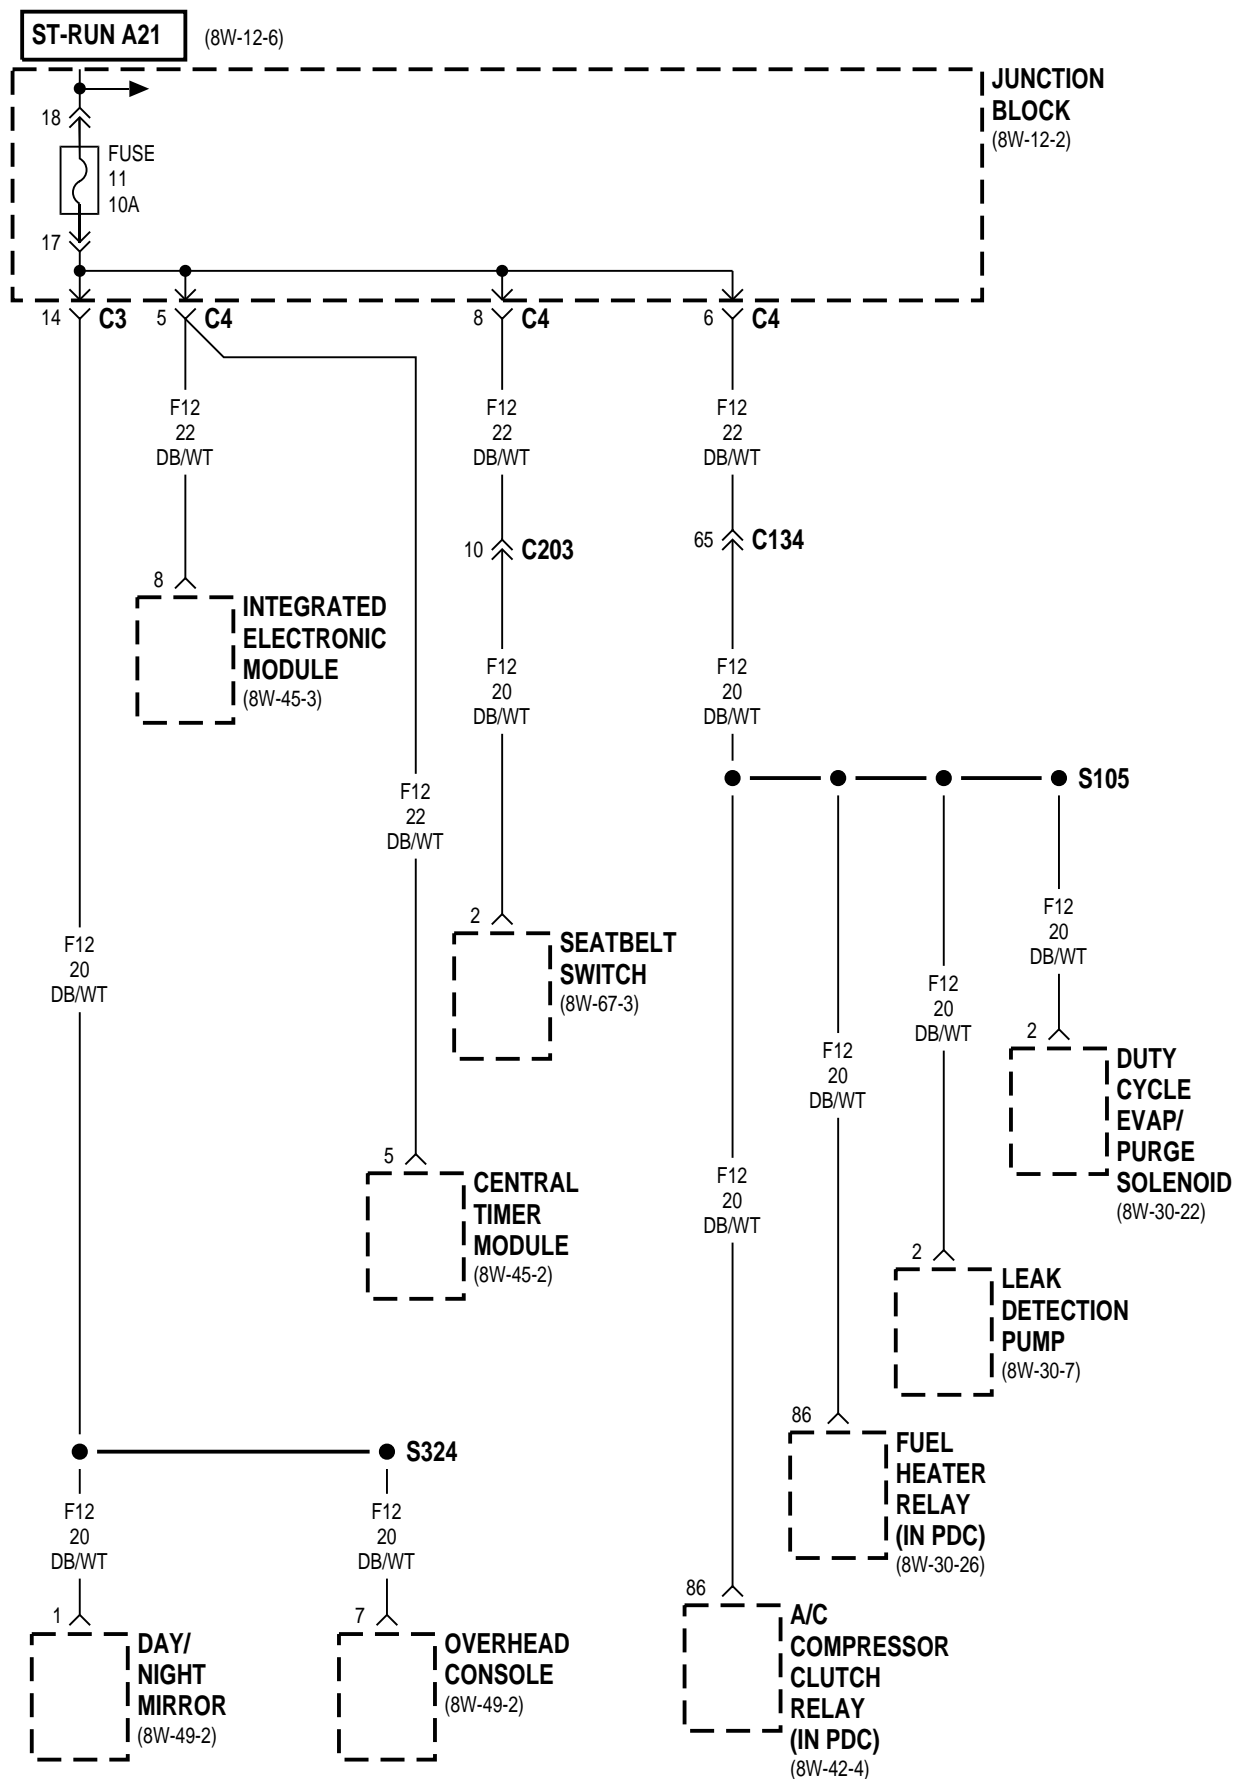 ST-RUN A21 (8W-12-6)
JUNCTION
BLOCK
(8W-12-2)
18
FUSE
11
10A
17
14 C3 5 C4 8 C4 6 C4
F12
22
DB/WT
F12
22
DB/WT
F12
22
DB/WT
10 C203
65 C134
8
INTEGRATED
ELECTRONIC
MODULE
(8W-45-3)
F12
20
DB/WT
F12
20
DB/WT
S105
F12
22
DB/WT
F12
20
DB/WT
2
SEATBELT
SWITCH
(8W-67-3)
F12
20
DB/WT
F12
20
DB/WT
F12
20
DB/WT
2
DUTY
CYCLE
EVAP/
PURGE
SOLENOID
(8W-30-22)
5
CENTRAL
TIMER
MODULE
(8W-45-2)
F12
20
DB/WT
2
LEAK
DETECTION
PUMP
(8W-30-7)
86
FUEL
HEATER
RELAY
(IN PDC)
(8W-30-26)
S324
F12
20
DB/WT
F12
20
DB/WT
86
A/C
COMPRESSOR
CLUTCH
RELAY
(IN PDC)
(8W-42-4)
1
DAY/
NIGHT
MIRROR
(8W-49-2)
7
OVERHEAD
CONSOLE
(8W-49-2)